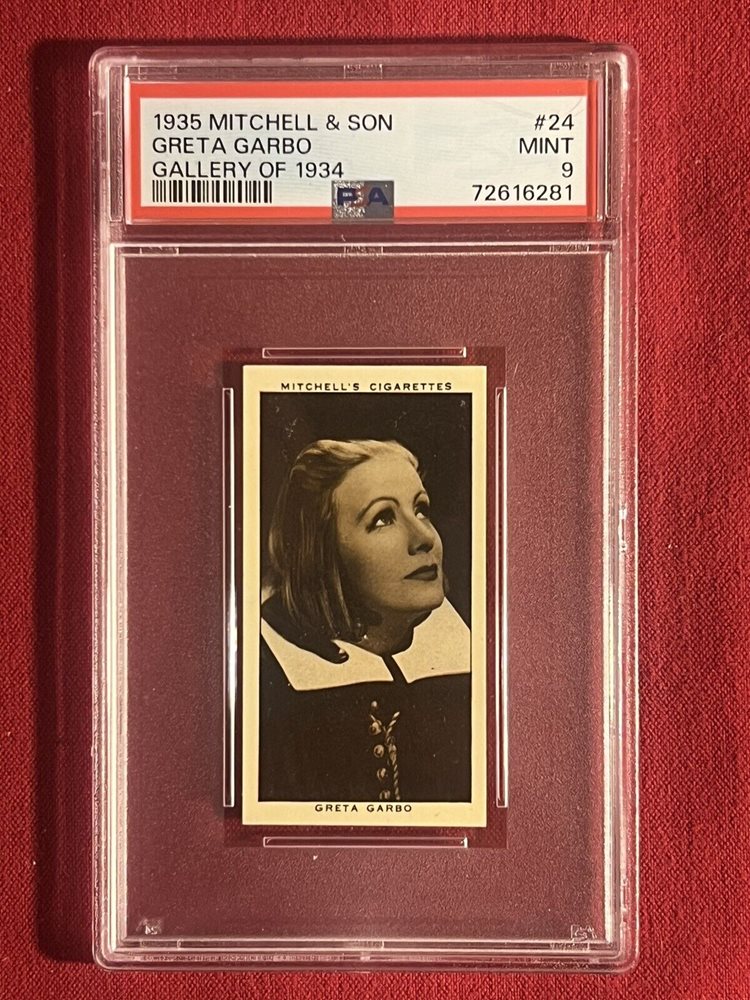 1935 MITCHELL & SON #24
GRETA GARBO MINT
GALLERY OF 1934 9
PSA 72616281
MITCHELL'S CIGARETTES
GRETA GARBO